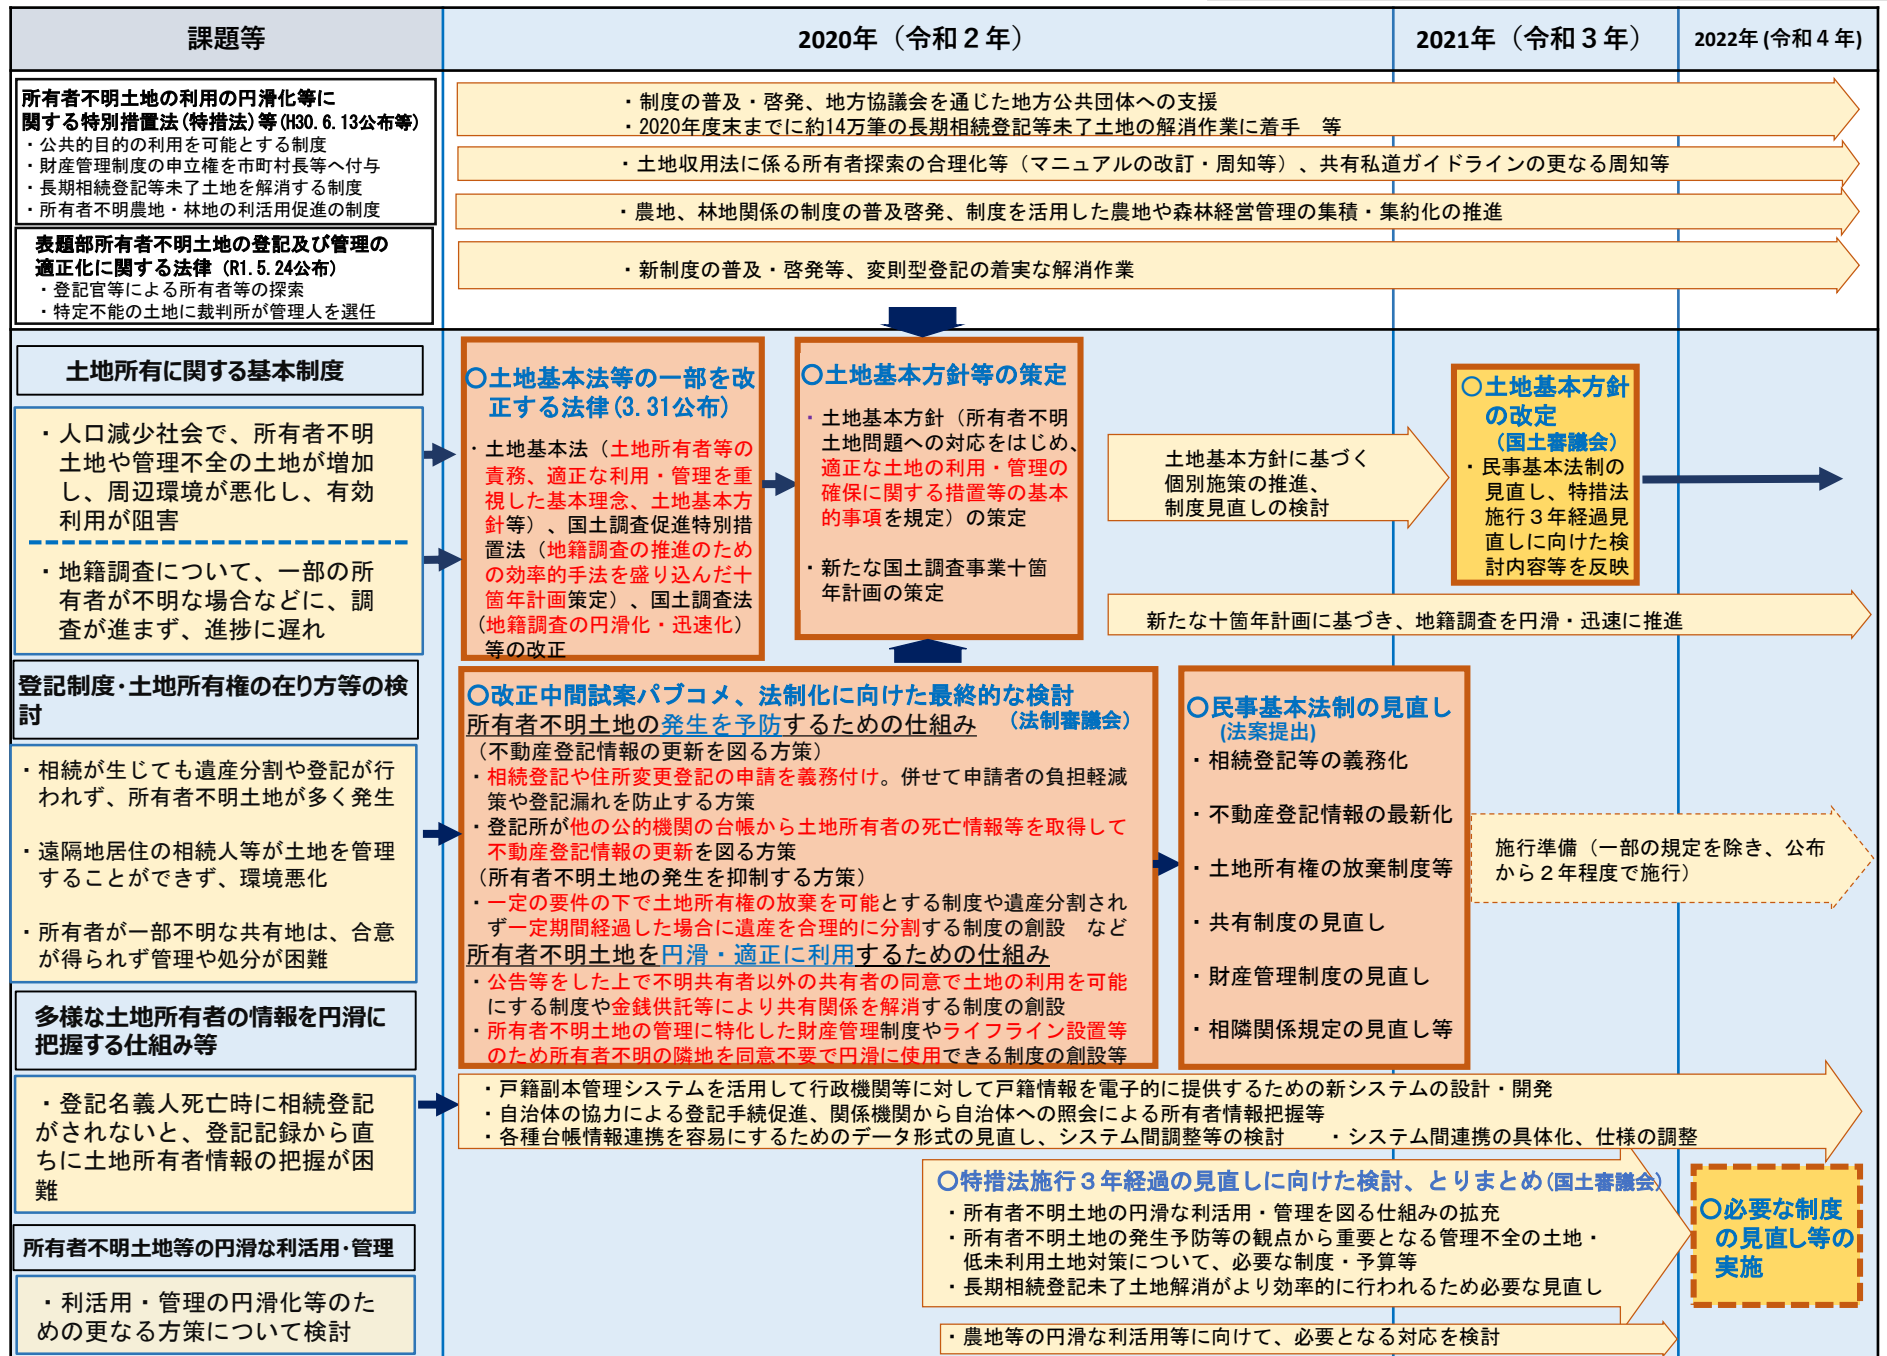 課題等
2020年（令和２年）
2021年（令和３年）
2022年 (令和４年)
所有者不明土地の利用の円滑化等に
関する特別措置法(特措法)等(H30.6.13公布等)
・公共的目的の利用を可能とする制度
・財産管理制度の申立権を市町村長等へ付与
・長期相続登記等未了土地を解消する制度
・所有者不明農地・林地の利活用促進の制度
・制度の普及・啓発、地方協議会を通じた地方公共団体への支援
・2020年度末までに約14万筆の長期相続登記等未了土地の解消作業に着手　等
・土地収用法に係る所有者探索の合理化等（マニュアルの改訂・周知等）、共有私道ガイドラインの更なる周知等
・農地、林地関係の制度の普及啓発、制度を活用した農地や森林経営管理の集積・集約化の推進
表題部所有者不明土地の登記及び管理の
適正化に関する法律（R1.5.24公布）
・登記官等による所有者等の探索
・特定不能の土地に裁判所が管理人を選任
・新制度の普及・啓発等、変則型登記の着実な解消作業
土地所有に関する基本制度
・人口減少社会で、所有者不明
土地や管理不全の土地が増加
し、周辺環境が悪化し、有効
利用が阻害
・地籍調査について、一部の所
有者が不明な場合などに、調
査が進まず、進捗に遅れ
〇土地基本法等の一部を改
正する法律(3.31公布)
・土地基本法（土地所有者等の
責務、適正な利用・管理を重
視した基本理念、土地基本方
針等）、国土調査促進特別措
置法（地籍調査の推進のため
の効率的手法を盛り込んだ十
箇年計画策定）、国土調査法
（地籍調査の円滑化・迅速化）
等の改正
〇土地基本方針等の策定
・土地基本方針（所有者不明
土地問題への対応をはじめ、
適正な土地の利用・管理の
確保に関する措置等の基本
的事項を規定）の策定
・新たな国土調査事業十箇
年計画の策定
土地基本方針に基づく
個別施策の推進、
制度見直しの検討
〇土地基本方針
の改定
（国土審議会）
・民事基本法制の
見直し、特措法
施行３年経過見
直しに向けた検
討内容等を反映
新たな十箇年計画に基づき、地籍調査を円滑・迅速に推進
登記制度･土地所有権の在り方等の検
討
・相続が生じても遺産分割や登記が行
われず、所有者不明土地が多く発生
・遠隔地居住の相続人等が土地を管理
することができず、環境悪化
・所有者が一部不明な共有地は、合意
が得られず管理や処分が困難
〇改正中間試案パブコメ、法制化に向けた最終的な検討
（法制審議会）
所有者不明土地の発生を予防するための仕組み
（不動産登記情報の更新を図る方策）
・相続登記や住所変更登記の申請を義務付け。併せて申請者の負担軽減
策や登記漏れを防止する方策
・登記所が他の公的機関の台帳から土地所有者の死亡情報等を取得して
不動産登記情報の更新を図る方策
（所有者不明土地の発生を抑制する方策）
・一定の要件の下で土地所有権の放棄を可能とする制度や遺産分割され
ず一定期間経過した場合に遺産を合理的に分割する制度の創設　など
所有者不明土地を円滑・適正に利用するための仕組み
・公告等をした上で不明共有者以外の共有者の同意で土地の利用を可能
にする制度や金銭供託等により共有関係を解消する制度の創設
・所有者不明土地の管理に特化した財産管理制度やライフライン設置等
のため所有者不明の隣地を同意不要で円滑に使用できる制度の創設等
〇民事基本法制の見直し
(法案提出)
・相続登記等の義務化
・不動産登記情報の最新化
・土地所有権の放棄制度等
・共有制度の見直し
・財産管理制度の見直し
・相隣関係規定の見直し等
施行準備（一部の規定を除き、公布
から２年程度で施行）
多様な土地所有者の情報を円滑に
把握する仕組み等
・登記名義人死亡時に相続登記
がされないと、登記記録から直
ちに土地所有者情報の把握が困
難
・戸籍副本管理システムを活用して行政機関等に対して戸籍情報を電子的に提供するための新システムの設計・開発
・自治体の協力による登記手続促進、関係機関から自治体への照会による所有者情報把握等
・各種台帳情報連携を容易にするためのデータ形式の見直し、システム間調整等の検討　　・システム間連携の具体化、仕様の調整
所有者不明土地等の円滑な利活用･管理
・利活用・管理の円滑化等のた
めの更なる方策について検討
〇特措法施行３年経過の見直しに向けた検討、とりまとめ(国土審議会)
・所有者不明土地の円滑な利活用・管理を図る仕組みの拡充
・所有者不明土地の発生予防等の観点から重要となる管理不全の土地・
低未利用土地対策について、必要な制度・予算等
・長期相続登記未了土地解消がより効率的に行われるため必要な見直し
〇必要な制度
の見直し等の
実施
・農地等の円滑な利活用等に向けて、必要となる対応を検討